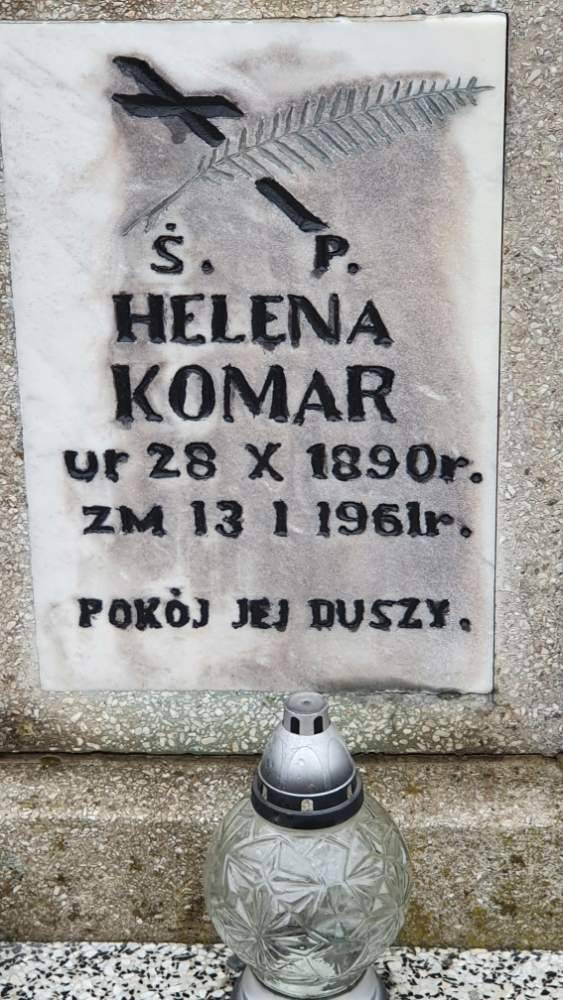 Ś. P.
HELENA
KOMAR
ur 28 X 1890r.
zm 13 I 1961r.
POKÓJ JEJ DUSZY.